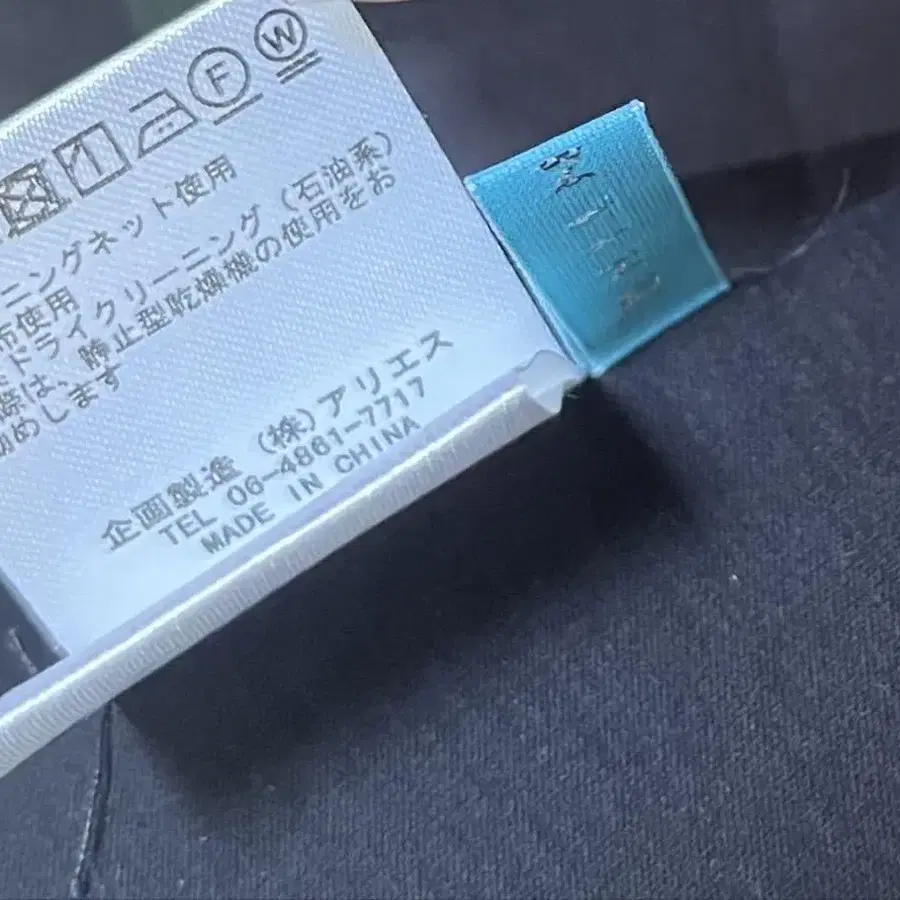 F W
ニングネット使用
布使用
ドライクリーニング（石油系）
際は、静止型乾燥機の使用をお
勧めします
企画製造 (株)アリエス
TEL 06-4861-7717
MADE IN CHINA